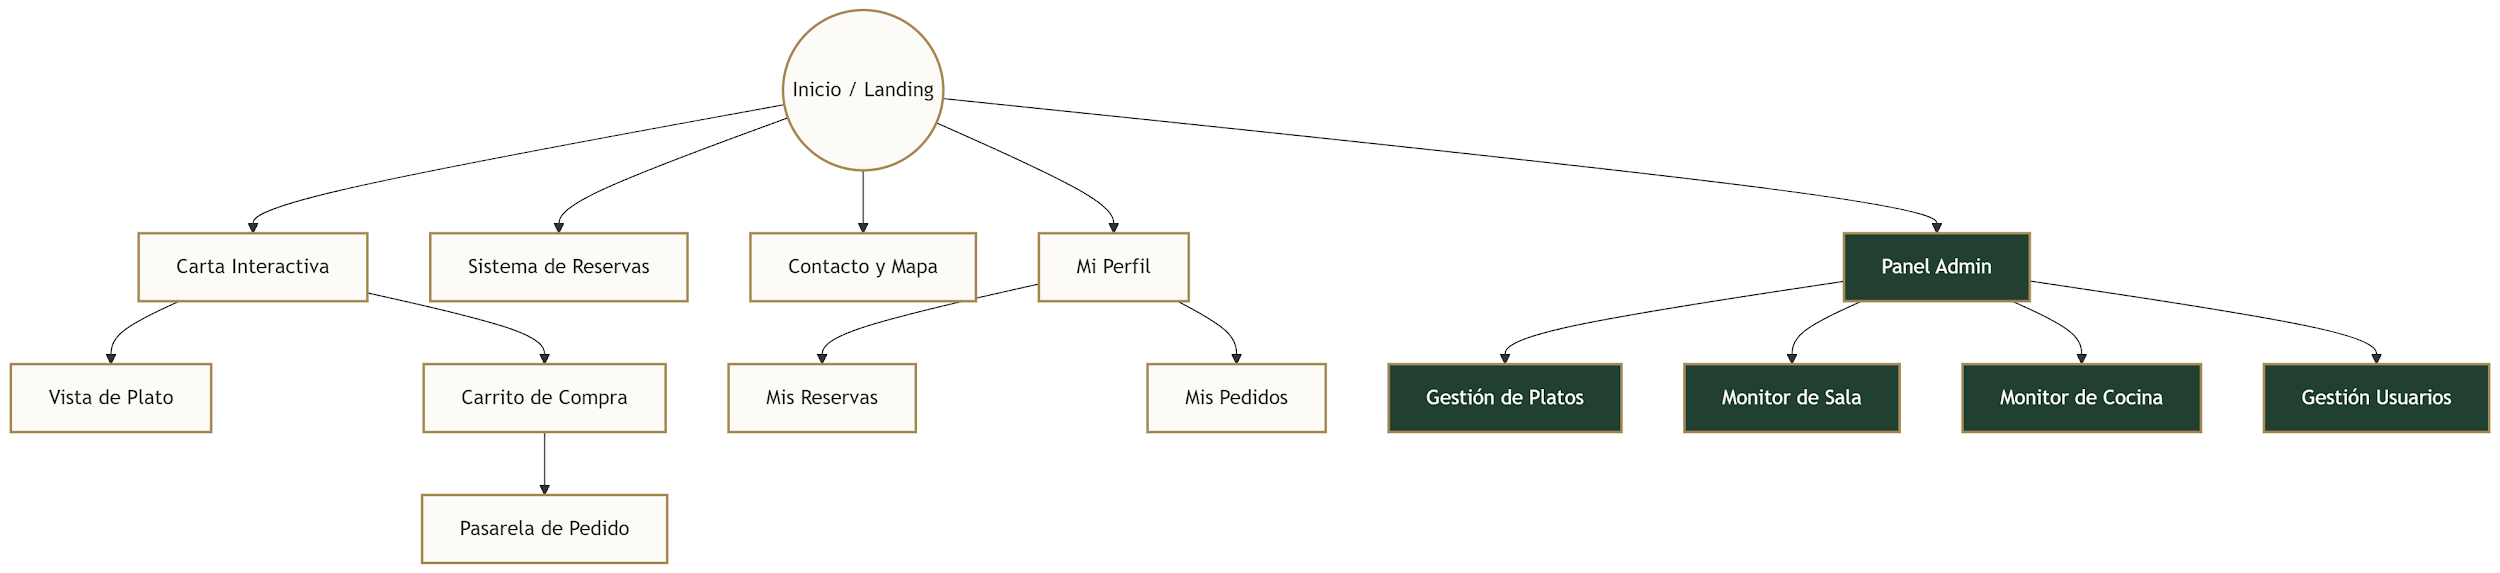 Inicio / Landing
Carta Interactiva
Sistema de Reservas
Contacto y Mapa
Mi Perfil
Panel Admin
Vista de Plato
Carrito de Compra
Mis Reservas
Mis Pedidos
Gestión de Platos
Monitor de Sala
Monitor de Cocina
Gestión Usuarios
Pasarela de Pedido